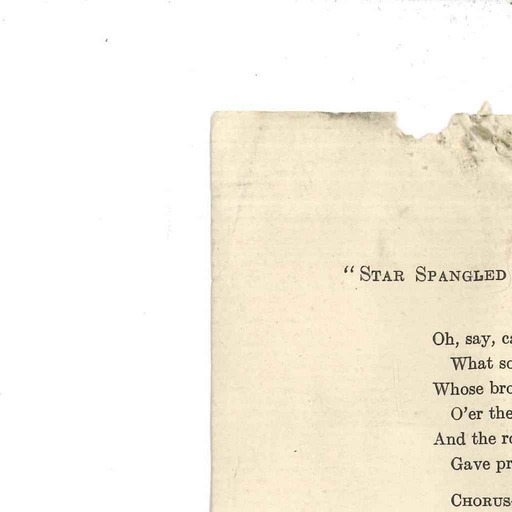 “STAR SPANGLED
Oh, say, ca
What so
Whose bro
O'er the
And the ro
Gave pr
CHORUS